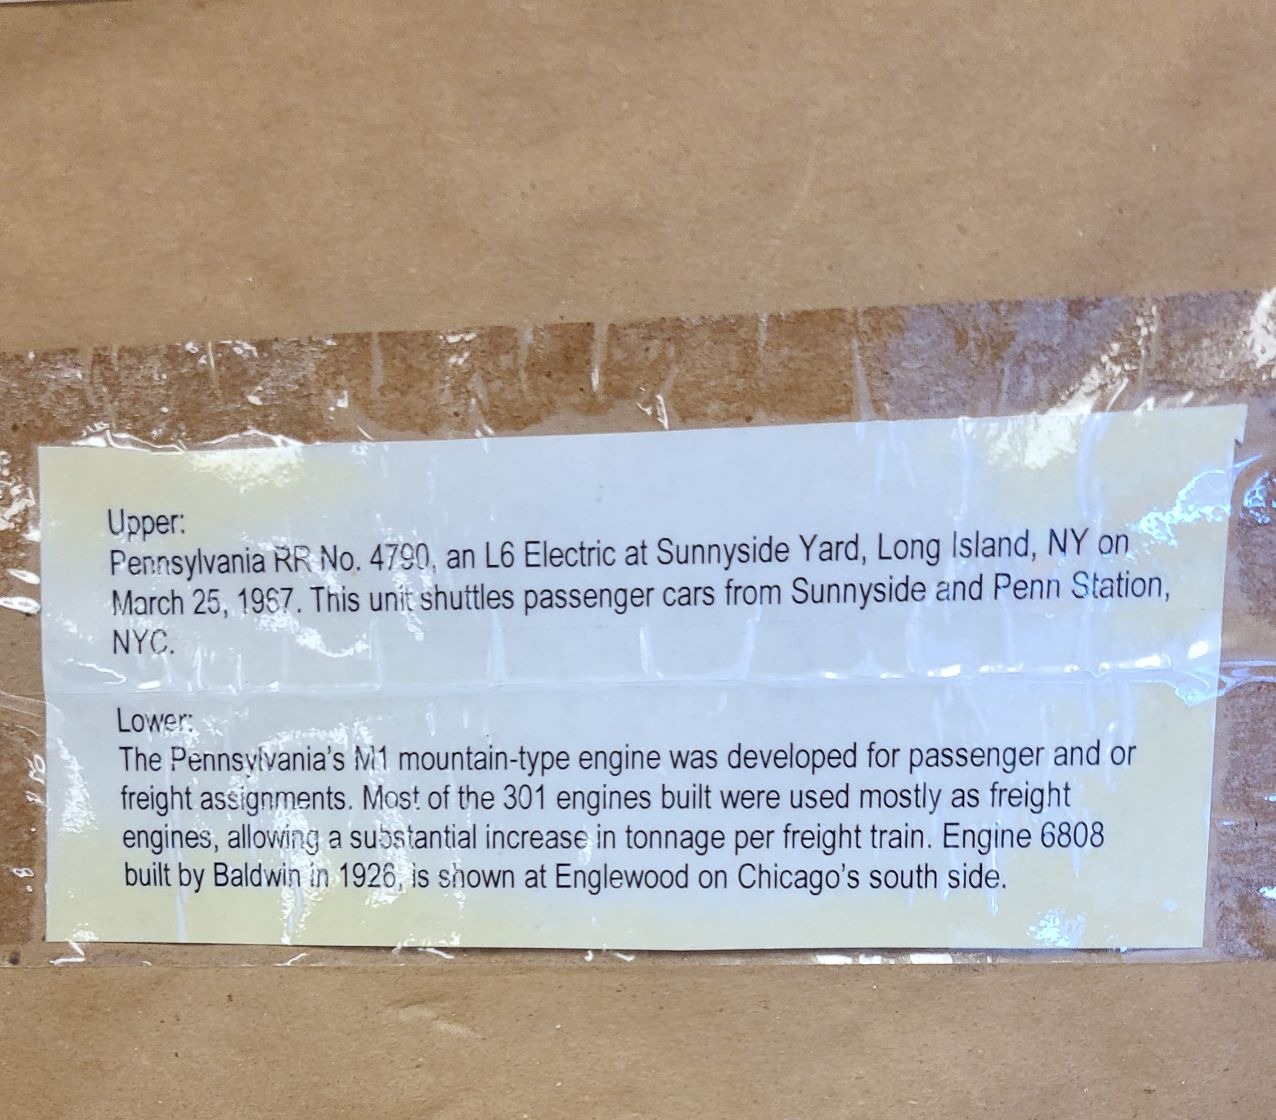 Upper:
Pennsylvania RR No. 4790, an L6 Electric at Sunnyside Yard, Long Island, NY on
March 25, 1967. This unit shuttles passenger cars from Sunnyside and Penn Station,
NYC.
Lower:
The Pennsylvania's M1 mountain-type engine was developed for passenger and or
freight assignments. Most of the 301 engines built were used mostly as freight
engines, allowing a substantial increase in tonnage per freight train. Engine 6808
built by Baldwin in 1926, is shown at Englewood on Chicago's south side.